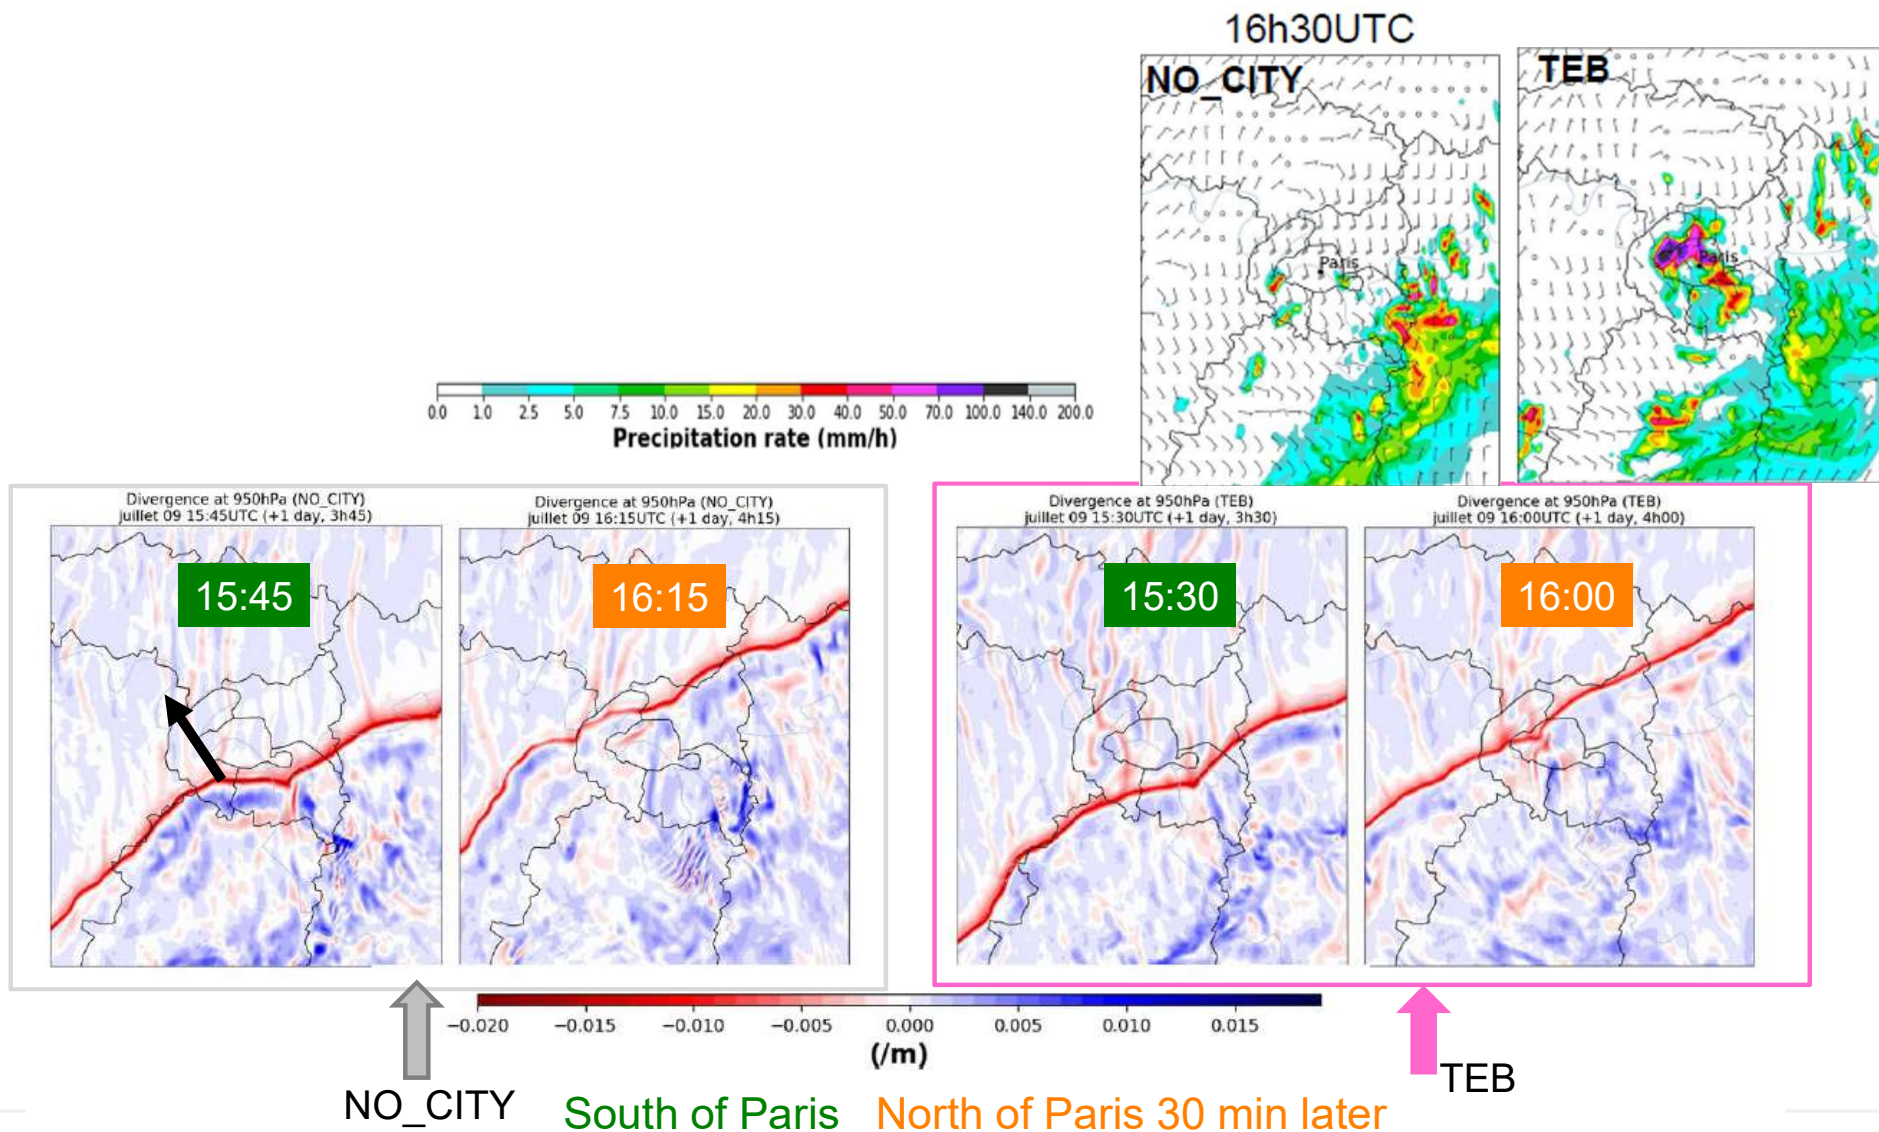 16h30UTC
NO_CITY
TEB
Paris
Paris
0.0 1.0 2.5 5.0 7.5 10.0 15.0 20.0 30.0 40.0 50.0 70.0 100.0 140.0 200.0
Precipitation rate (mm/h)
Divergence at 950hPa (NO_CITY)
juillet 09 15:45UTC (+1 day, 3h45)
Divergence at 950hPa (NO_CITY)
juillet 09 16:15UTC (+1 day, 4h15)
Divergence at 950hPa (TEB)
juillet 09 15:30UTC (+1 day, 3h30)
Divergence at 950hPa (TEB)
juillet 09 16:00UTC (+1 day, 4h00)
15:45
16:15
15:30
16:00
−0.020 −0.015 −0.010 −0.005 0.000 0.005 0.010 0.015
(/m)
NO_CITY
TEB
South of Paris
North of Paris 30 min later